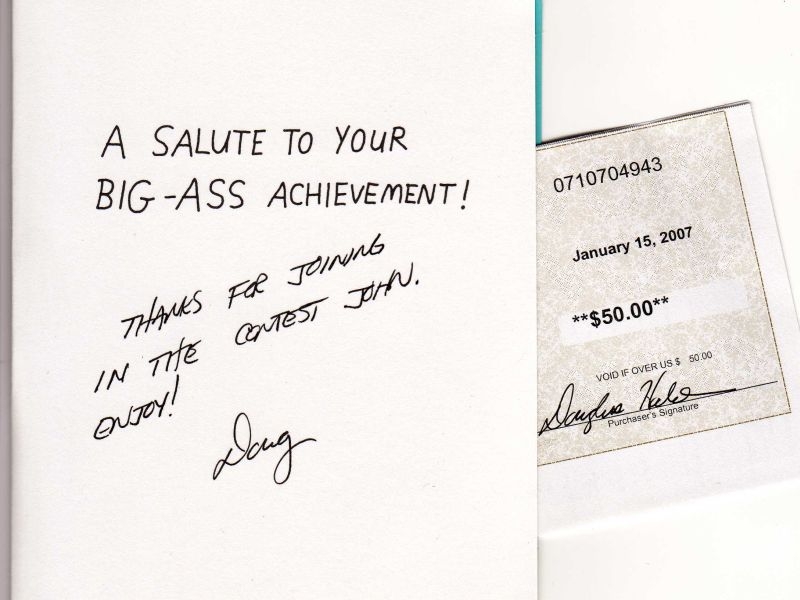 A SALUTE TO YOUR
BIG-ASS ACHIEVEMENT!
THANKS FOR JOINING
IN THE CONTEST JOHN.
ENJOY!
Doug
0710704943
January 15, 2007
**$50.00**
VOID IF OVER US $ 50.00
Douglas
Purchaser's Signature